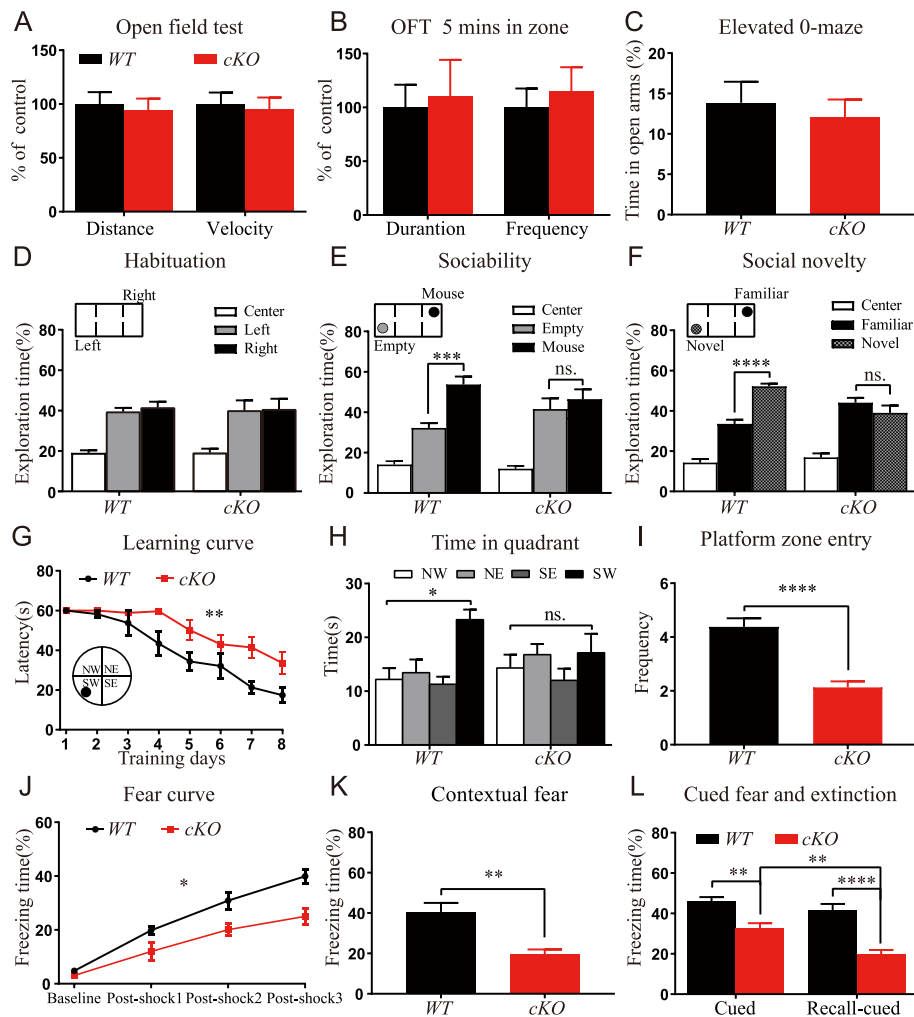 A Open field test
WT cKO
% of control
150
100
50
0
Distance Velocity
B OFT 5 mins in zone
% of control
150
100
50
0
Durantion Frequency
C Elevated 0-maze
Time in open arms (%)
20
15
10
5
0
WT cKO
D Habituation
Right
Left
Center
Left
Right
Exploration time(%)
80
60
40
20
0
WT cKO
E Sociability
Mouse
Empty
Center
Empty
Mouse
Exploration time(%)
80
60
40
20
0
*** ns.
WT cKO
F Social novelty
Familiar
Novel
Center
Familiar
Novel
Exploration time(%)
80
60
40
20
0
**** ns.
WT cKO
G Learning curve
WT cKO
Latency(s)
80
60
40
20
0
**
NW NE
SW SE
1 2 3 4 5 6 7 8
Training days
H Time in quadrant
NW NE SE SW
Time(s)
30
20
10
0
* ns.
WT cKO
I Platform zone entry
Frequency
6
4
2
0
****
WT cKO
J Fear curve
WT cKO
Freezing time(%)
60
40
20
0
*
Baseline Post-shock1 Post-shock2 Post-shock3
K Contextual fear
Freezing time(%)
60
40
20
0
**
WT cKO
L Cued fear and extinction
WT cKO
Freezing time(%)
80
60
40
20
0
** ** ****
Cued Recall-cued